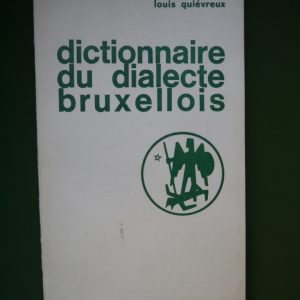 louis quiévreux
dictionnaire
du dialecte
bruxellois